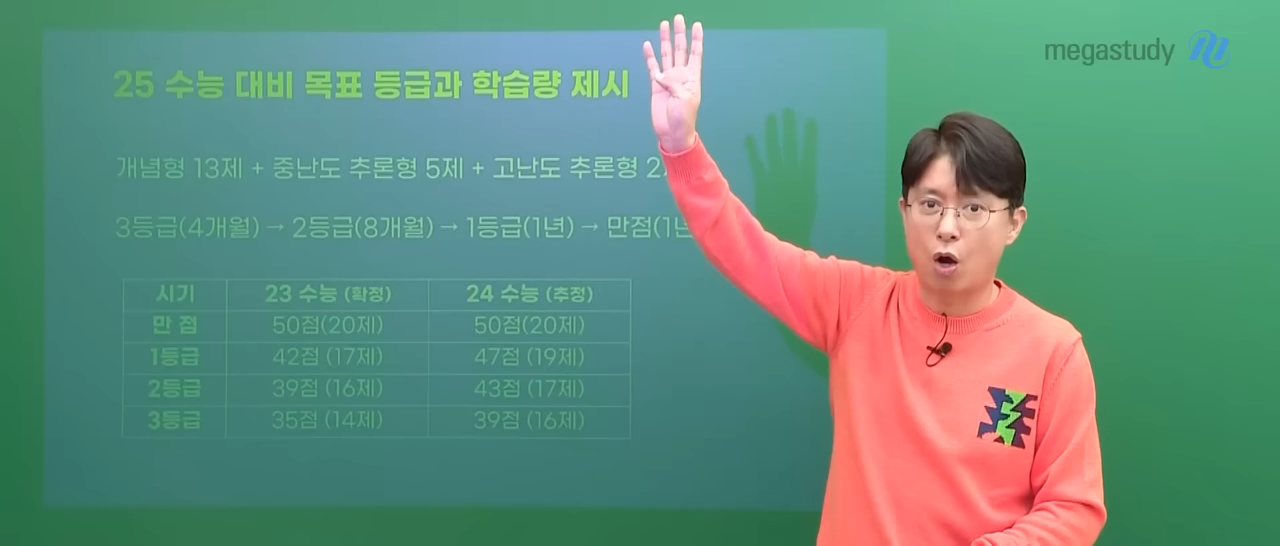 megastudy
25 수능 대비 목표 등급과 학습량 제시
개념형 13제 + 중난도 추론형 5제 + 고난도 추론형 2
3등급(4개월) → 2등급(8개월) → 1등급(1년) → 만점(1년
시기 23 수능 (확정) 24 수능 (추정)
만 점 50점(20제) 50점(20제)
1등급 42점 (17제) 47점 (19제)
2등급 39점 (16제) 43점 (17제)
3등급 35점 (14제) 39점 (16제)